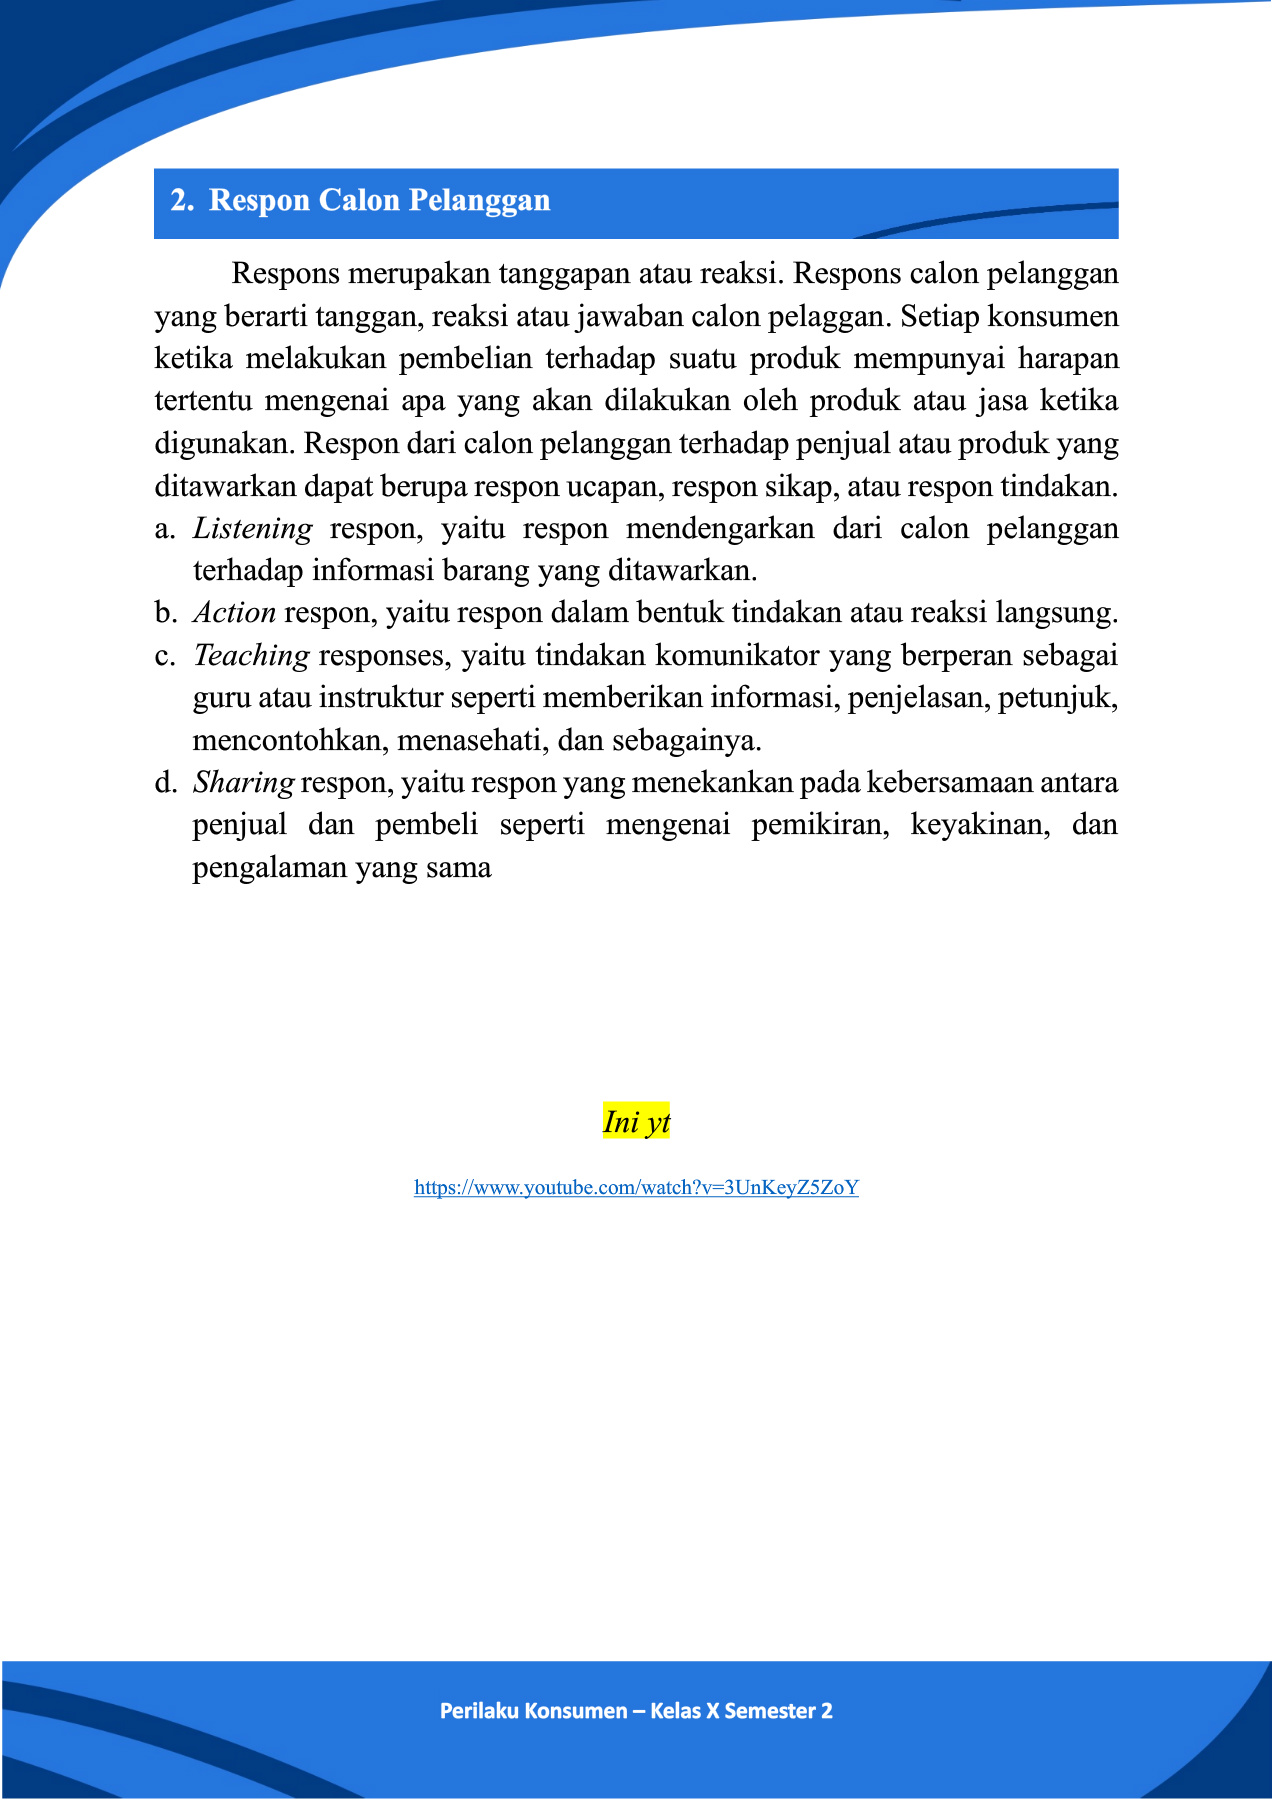 2. Respon Calon Pelanggan
Respons merupakan tanggapan atau reaksi. Respons calon pelanggan
yang berarti tanggan, reaksi atau jawaban calon pelaggan. Setiap konsumen
ketika melakukan pembelian terhadap suatu produk mempunyai harapan
tertentu mengenai apa yang akan dilakukan oleh produk atau jasa ketika
digunakan. Respon dari calon pelanggan terhadap penjual atau produk yang
ditawarkan dapat berupa respon ucapan, respon sikap, atau respon tindakan.
a. Listening respon, yaitu respon mendengarkan dari calon pelanggan
terhadap informasi barang yang ditawarkan.
b. Action respon, yaitu respon dalam bentuk tindakan atau reaksi langsung.
c. Teaching responses, yaitu tindakan komunikator yang berperan sebagai
guru atau instruktur seperti memberikan informasi, penjelasan, petunjuk,
mencontohkan, menasehati, dan sebagainya.
d. Sharing respon, yaitu respon yang menekankan pada kebersamaan antara
penjual dan pembeli seperti mengenai pemikiran, keyakinan, dan
pengalaman yang sama
Ini yt
https://www.youtube.com/watch?v=3UnKeyZ5ZoY
Perilaku Konsumen – Kelas X Semester 2